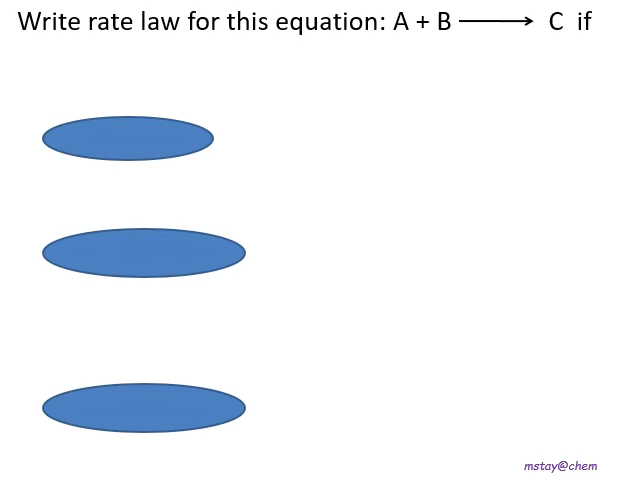 Write rate law for this equation: A + B ⟶ C if
mstay@chem